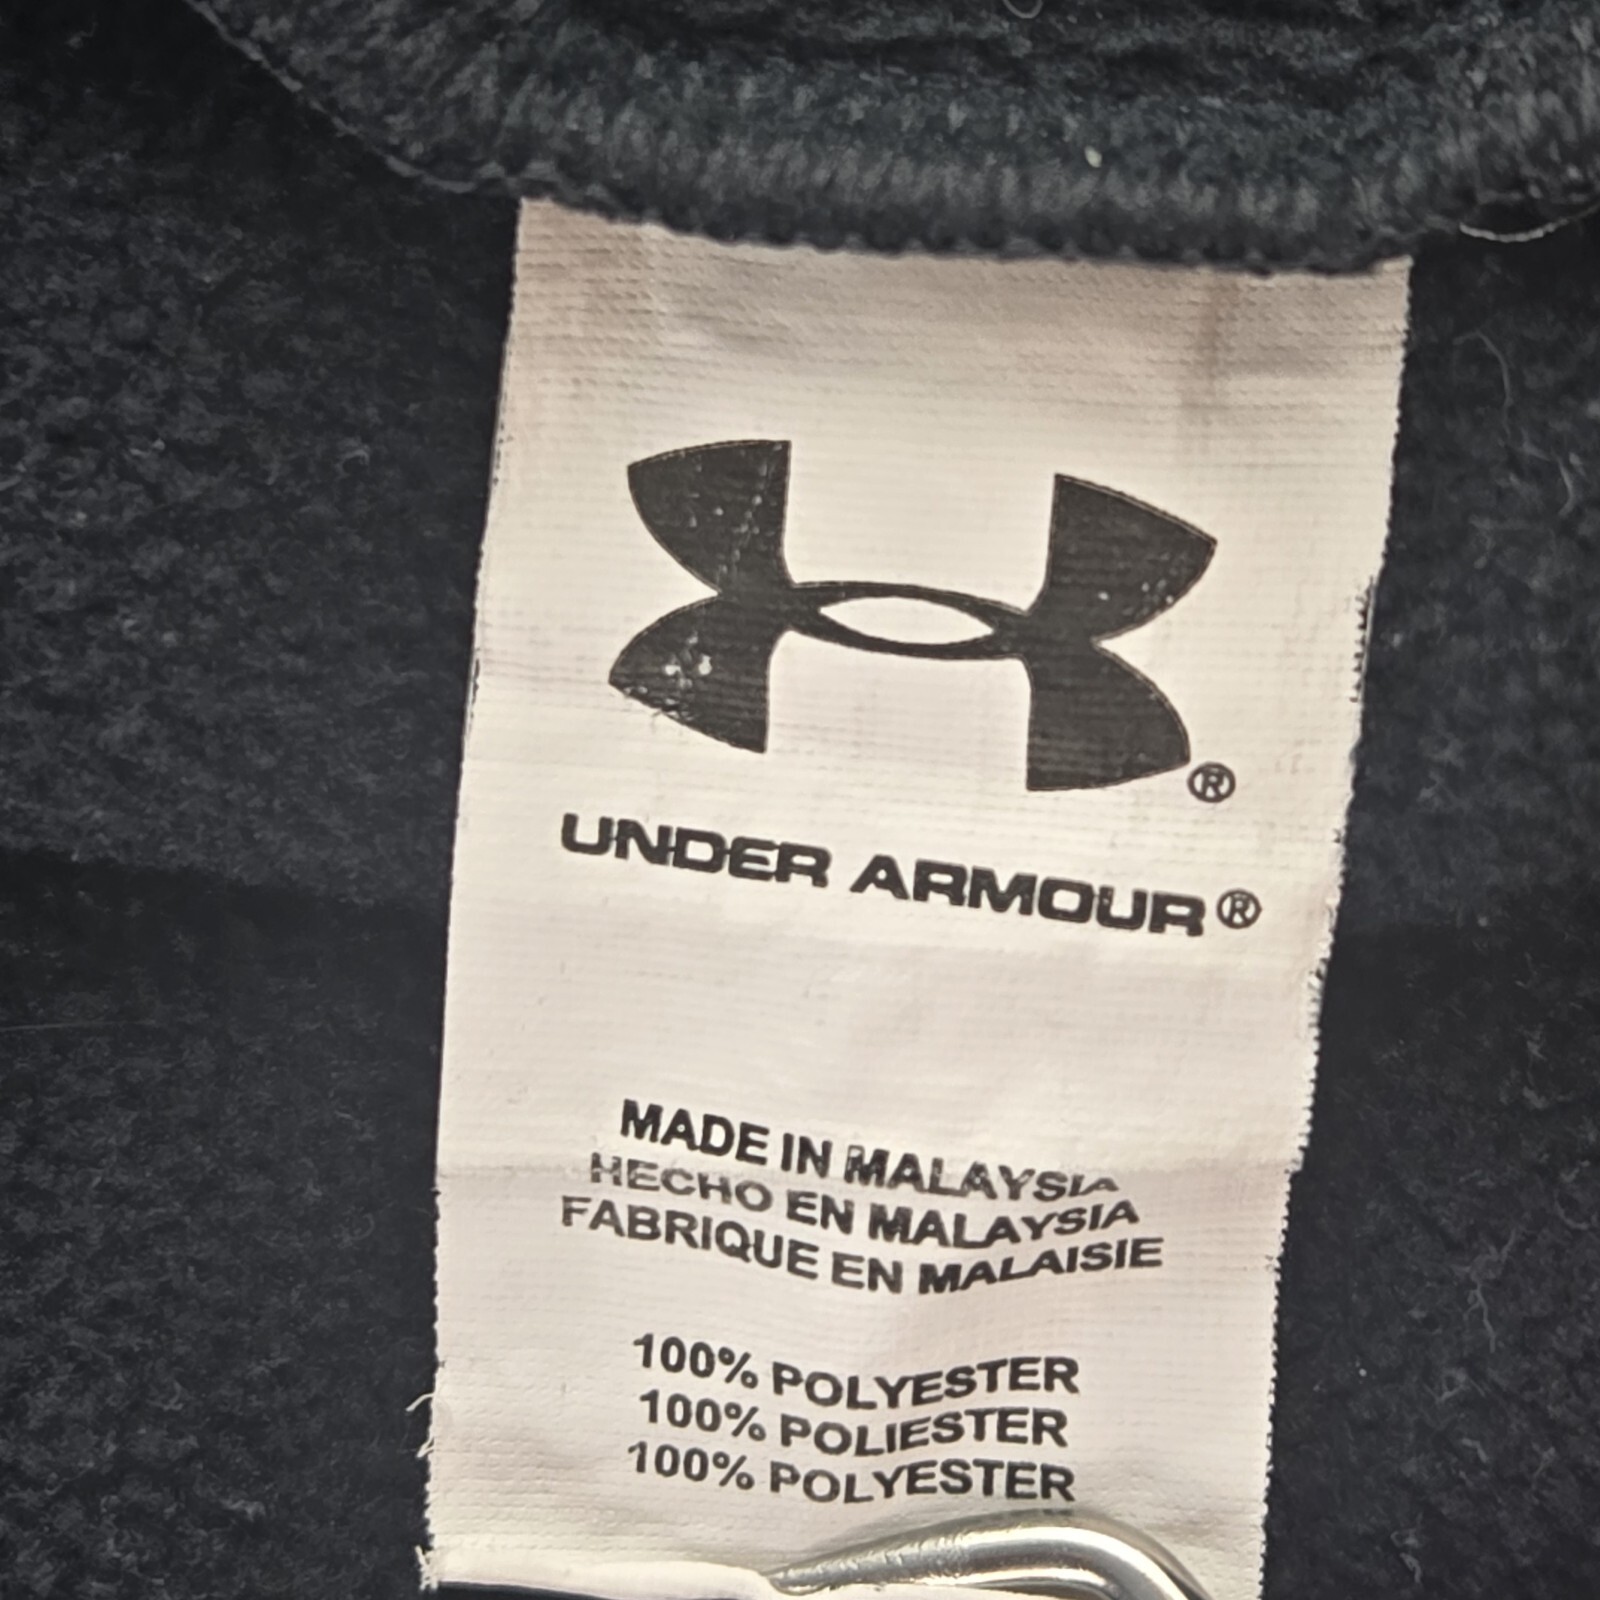 ®
UNDER ARMOUR®
MADE IN MALAYSIA
HECHO EN MALAYSIA
FABRIQUE EN MALAISIE
100% POLYESTER
100% POLIESTER
100% POLYESTER